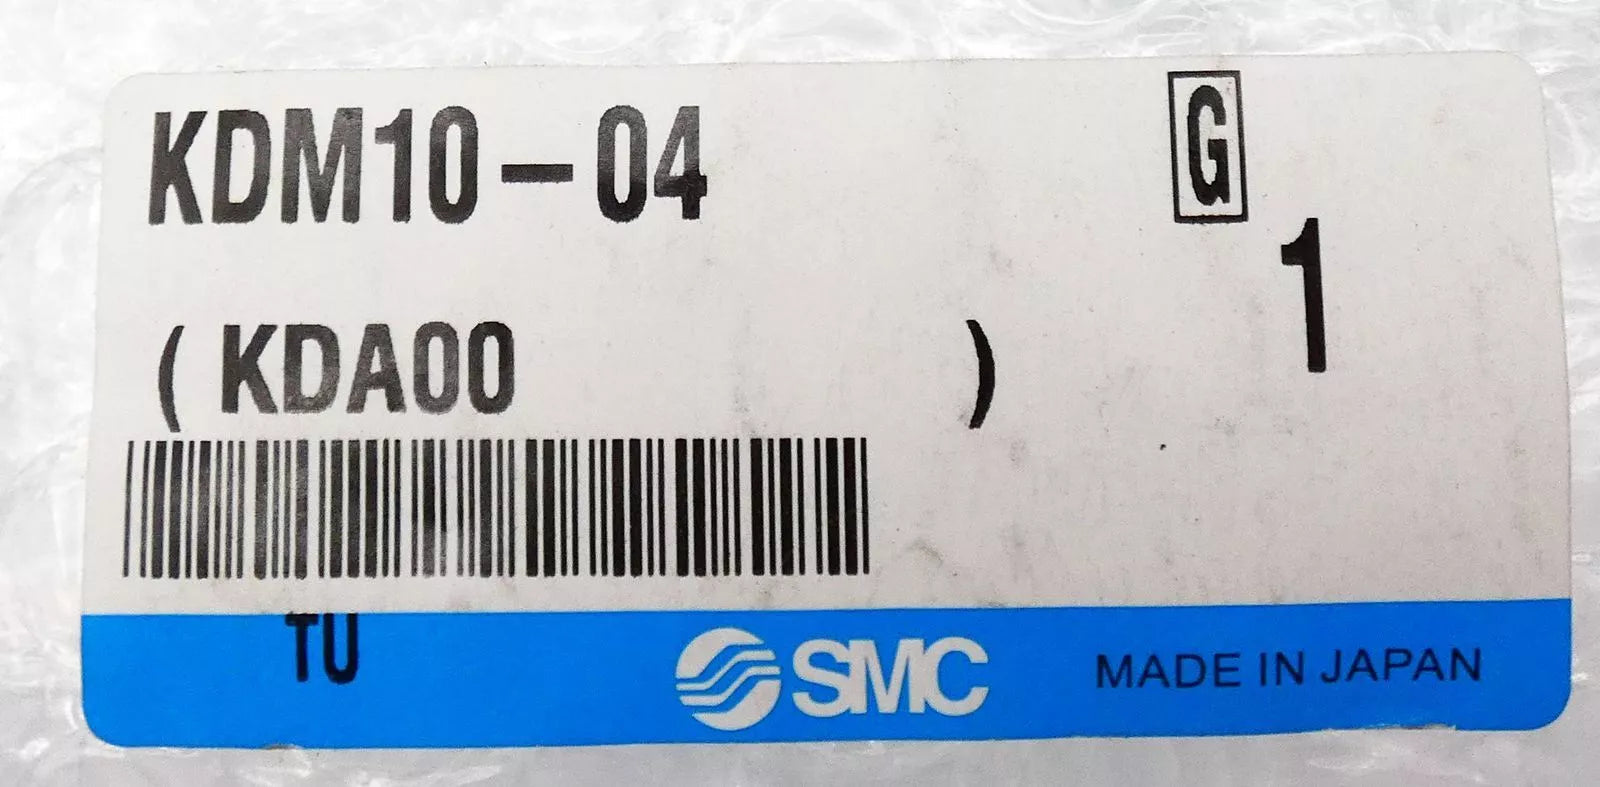 KDM10-04
G
1
( KDA00 )
TU
SMC
MADE IN JAPAN